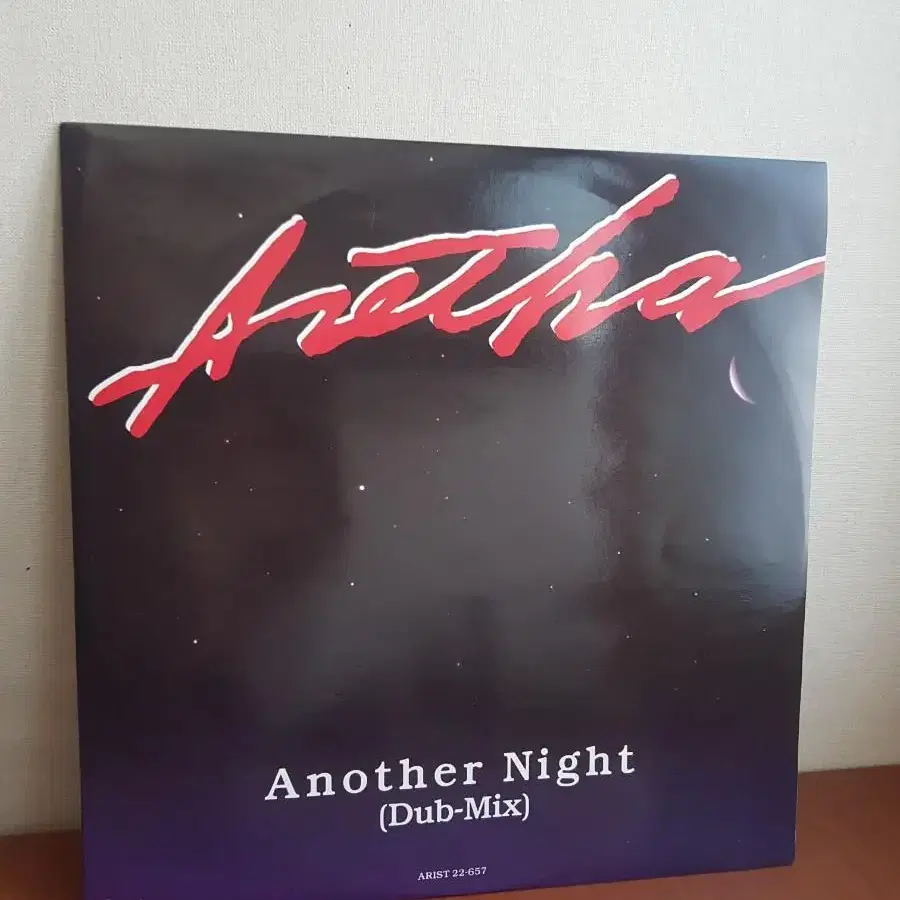 Aretha
Another Night
(Dub-Mix)
ARIST 22-657